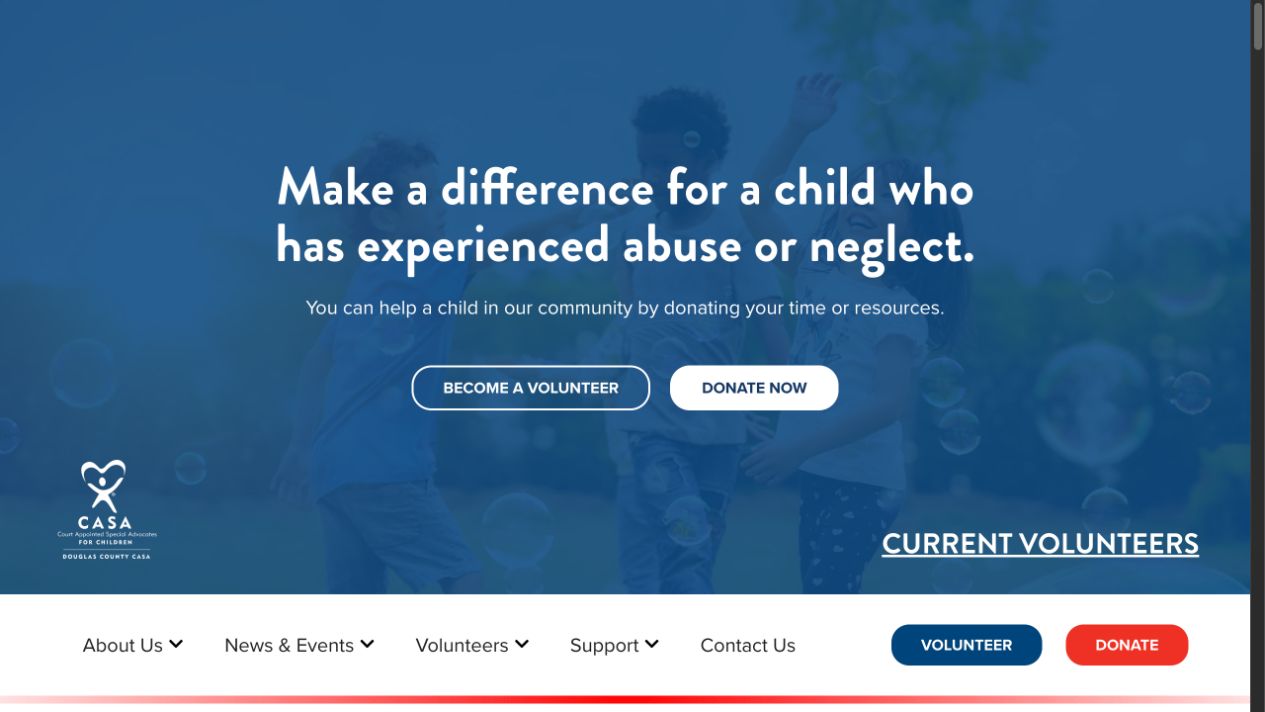 Make a difference for a child who
has experienced abuse or neglect.
You can help a child in our community by donating your time or resources.
BECOME A VOLUNTEER
DONATE NOW
CASA
Court Appointed Special Advocates
FOR CHILDREN
DOUGLAS COUNTY CASA
CURRENT VOLUNTEERS
About Us
News & Events
Volunteers
Support
Contact Us
VOLUNTEER
DONATE